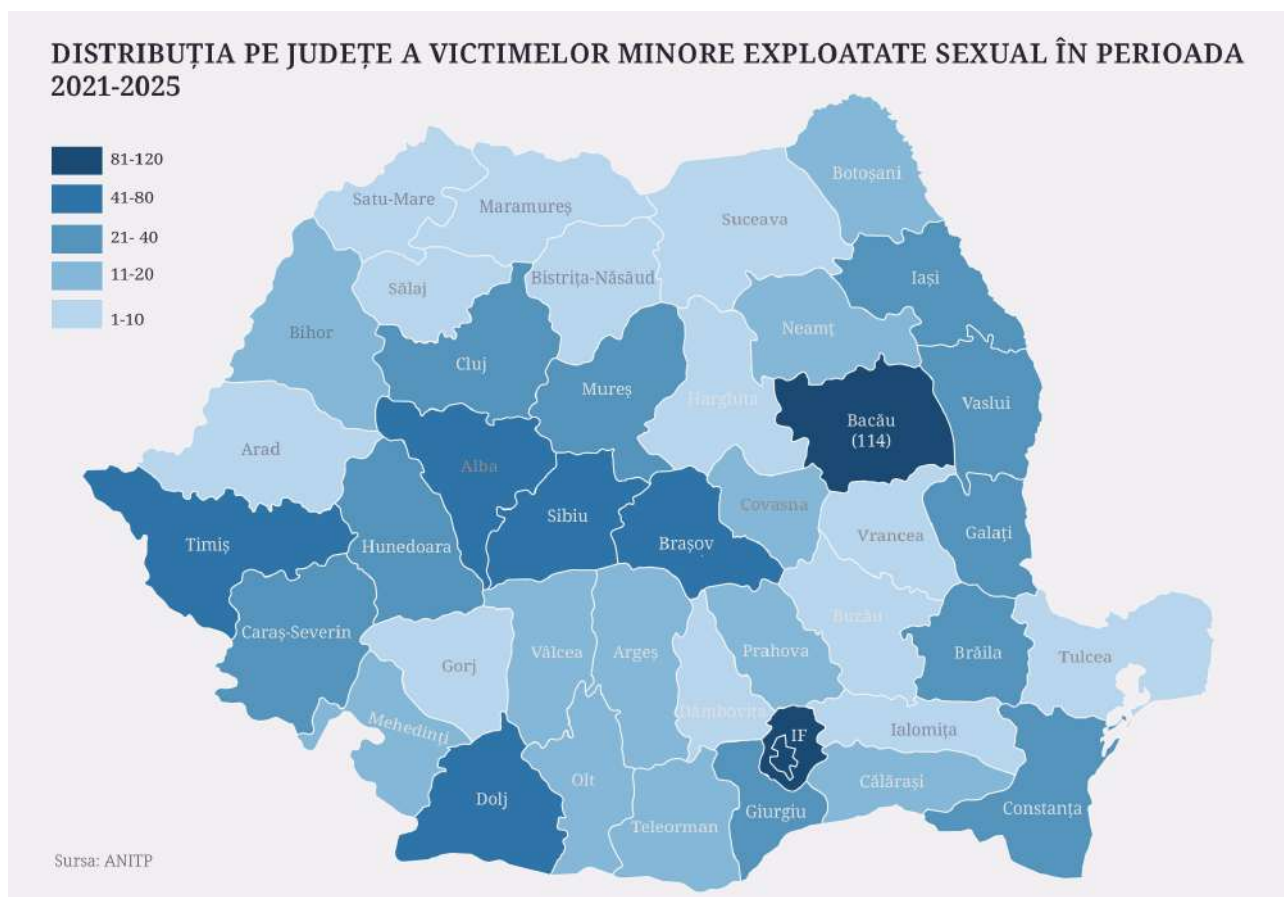 DISTRIBUȚIA PE JUDEȚE A VICTIMELOR MINORE EXPLOATATE SEXUAL ÎN PERIOADA
2021-2025
81-120
41-80
21- 40
11-20
1-10
Botoșani
Satu-Mare
Maramureș
Suceava
Iași
Bistrița-Năsăud
Sălaj
Bihor
Neamț
Cluj
Mureș
Harghita
Vaslui
Bacău
(114)
Arad
Alba
Covasna
Sibiu
Vrancea
Galați
Timiș
Hunedoara
Brașov
Buzău
Caraș-Severin
Gorj
Vâlcea
Argeș
Prahova
Brăila
Tulcea
Dâmbovița
Mehedinți
IF
Ialomița
Olt
Călărași
Dolj
Giurgiu
Constanța
Teleorman
Sursa: ANITP